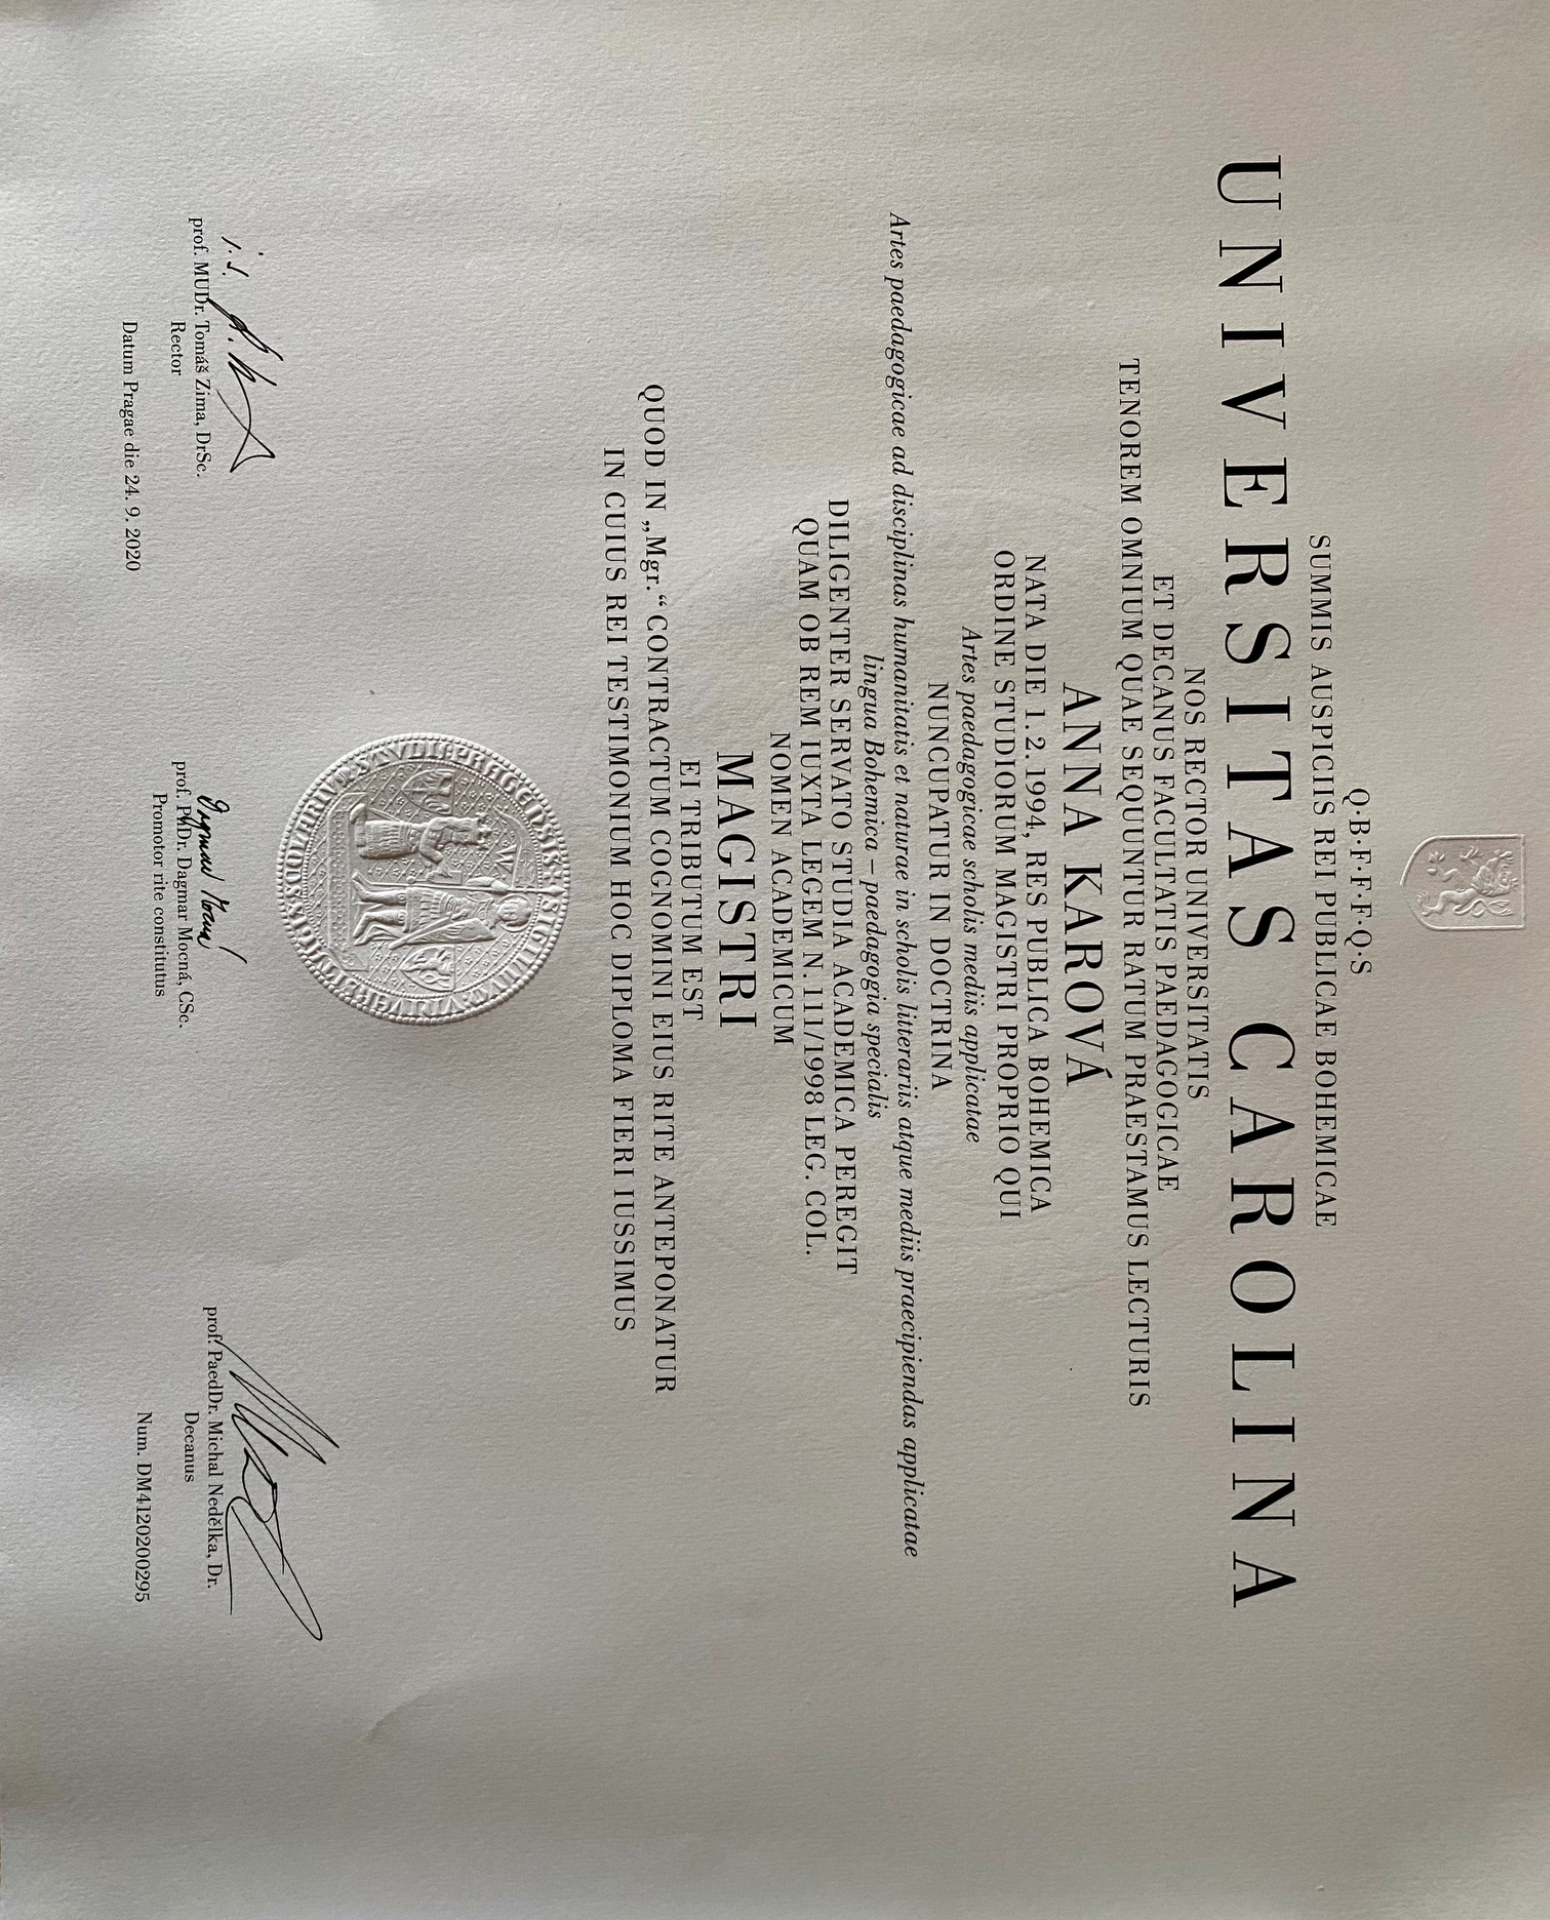 Q·B·F·F·F·Q·S
SUMMIS AUSPICIIS REI PUBLICAE BOHEMICAE
UNIVERSITAS CAROLINA
NOS RECTOR UNIVERSITATIS
ET DECANUS FACULTATIS PAEDAGOGICAE
TENOREM OMNIUM QUAE SEQUUNTUR RATUM PRAESTAMUS LECTURIS
ANNA KAROVÁ
NATA DIE 1. 2. 1994, RES PUBLICA BOHEMICA
ORDINE STUDIORUM MAGISTRI PROPRIO QUI
Artes paedagogicae scholis mediis applicatae
NUNCUPATUR IN DOCTRINA
Artes paedagogicae ad disciplinas humanitatis et naturae in scholis litterariis atque mediis praecipiendas applicatae
lingua Bohemica – paedagogia specialis
DILIGENTER SERVATO STUDIA ACADEMICA PEREGIT
QUAM OB REM IUXTA LEGEM N. 111/1998 LEG. COL.
NOMEN ACADEMICUM
MAGISTRI
EI TRIBUTUM EST
QUOD IN „Mgr.“ CONTRACTUM COGNOMINI EIUS RITE ANTEPONATUR
IN CUIUS REI TESTIMONIUM HOC DIPLOMA FIERI IUSSIMUS
prof. MUDr. Tomáš Zima, DrSc.
Rector
Datum Pragae die 24. 9. 2020
prof. PhDr. Dagmar Mocná, CSc.
Promotor rite constitutus
prof. PaedDr. Michal Nedělka, Dr.
Decanus
Num. DM4120200295